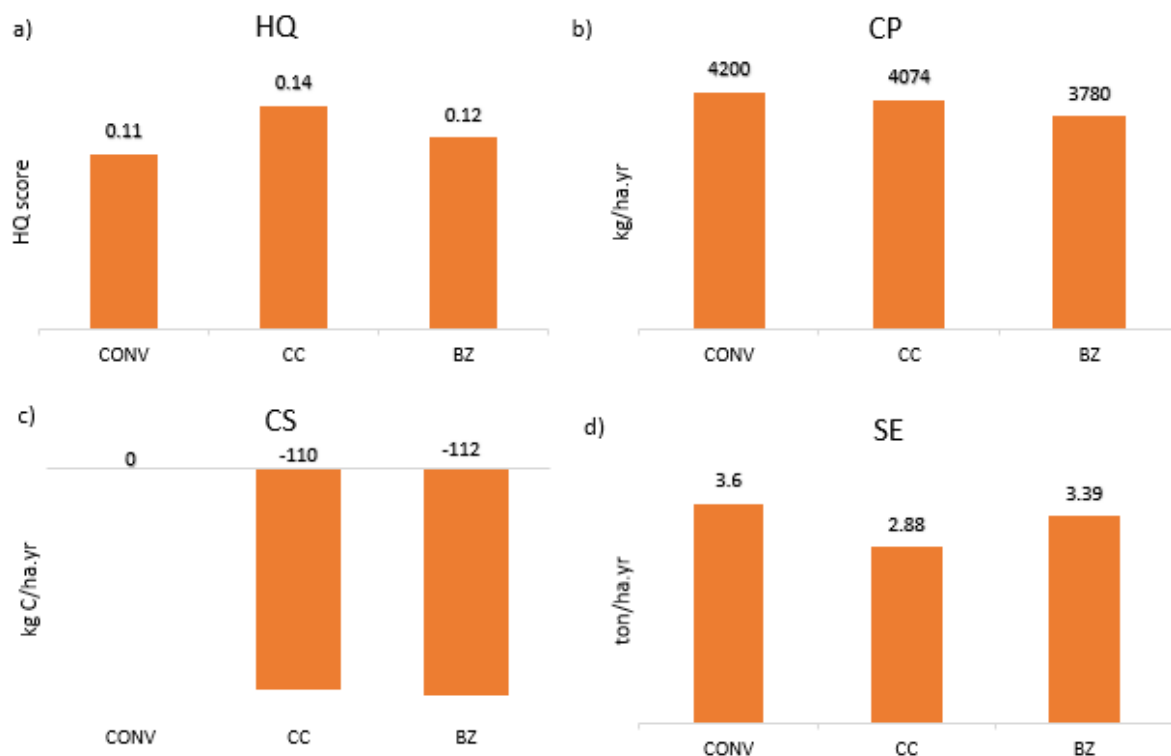 a)
HQ
0.11
0.14
0.12
HQ score
CONV
CC
BZ
b)
CP
4200
4074
3780
kg/ha.yr
CONV
CC
BZ
c)
CS
0
-110
-112
kg C/ha.yr
CONV
CC
BZ
d)
SE
3.6
2.88
3.39
ton/ha.yr
CONV
CC
BZ